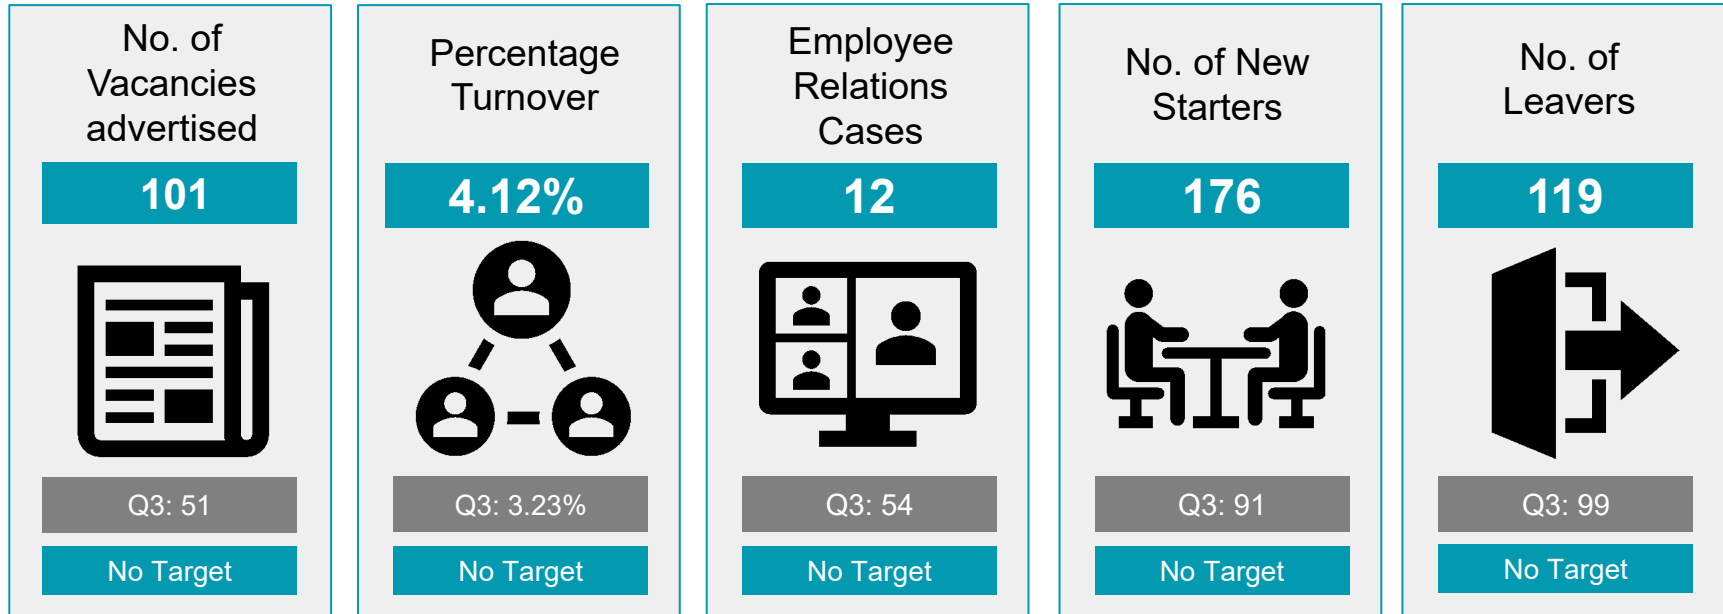 No. of
Vacancies
advertised
101
Q3: 51
No Target
Percentage
Turnover
4.12%
Q3: 3.23%
No Target
Employee
Relations
Cases
12
Q3: 54
No Target
No. of New
Starters
176
Q3: 91
No Target
No. of
Leavers
119
Q3: 99
No Target